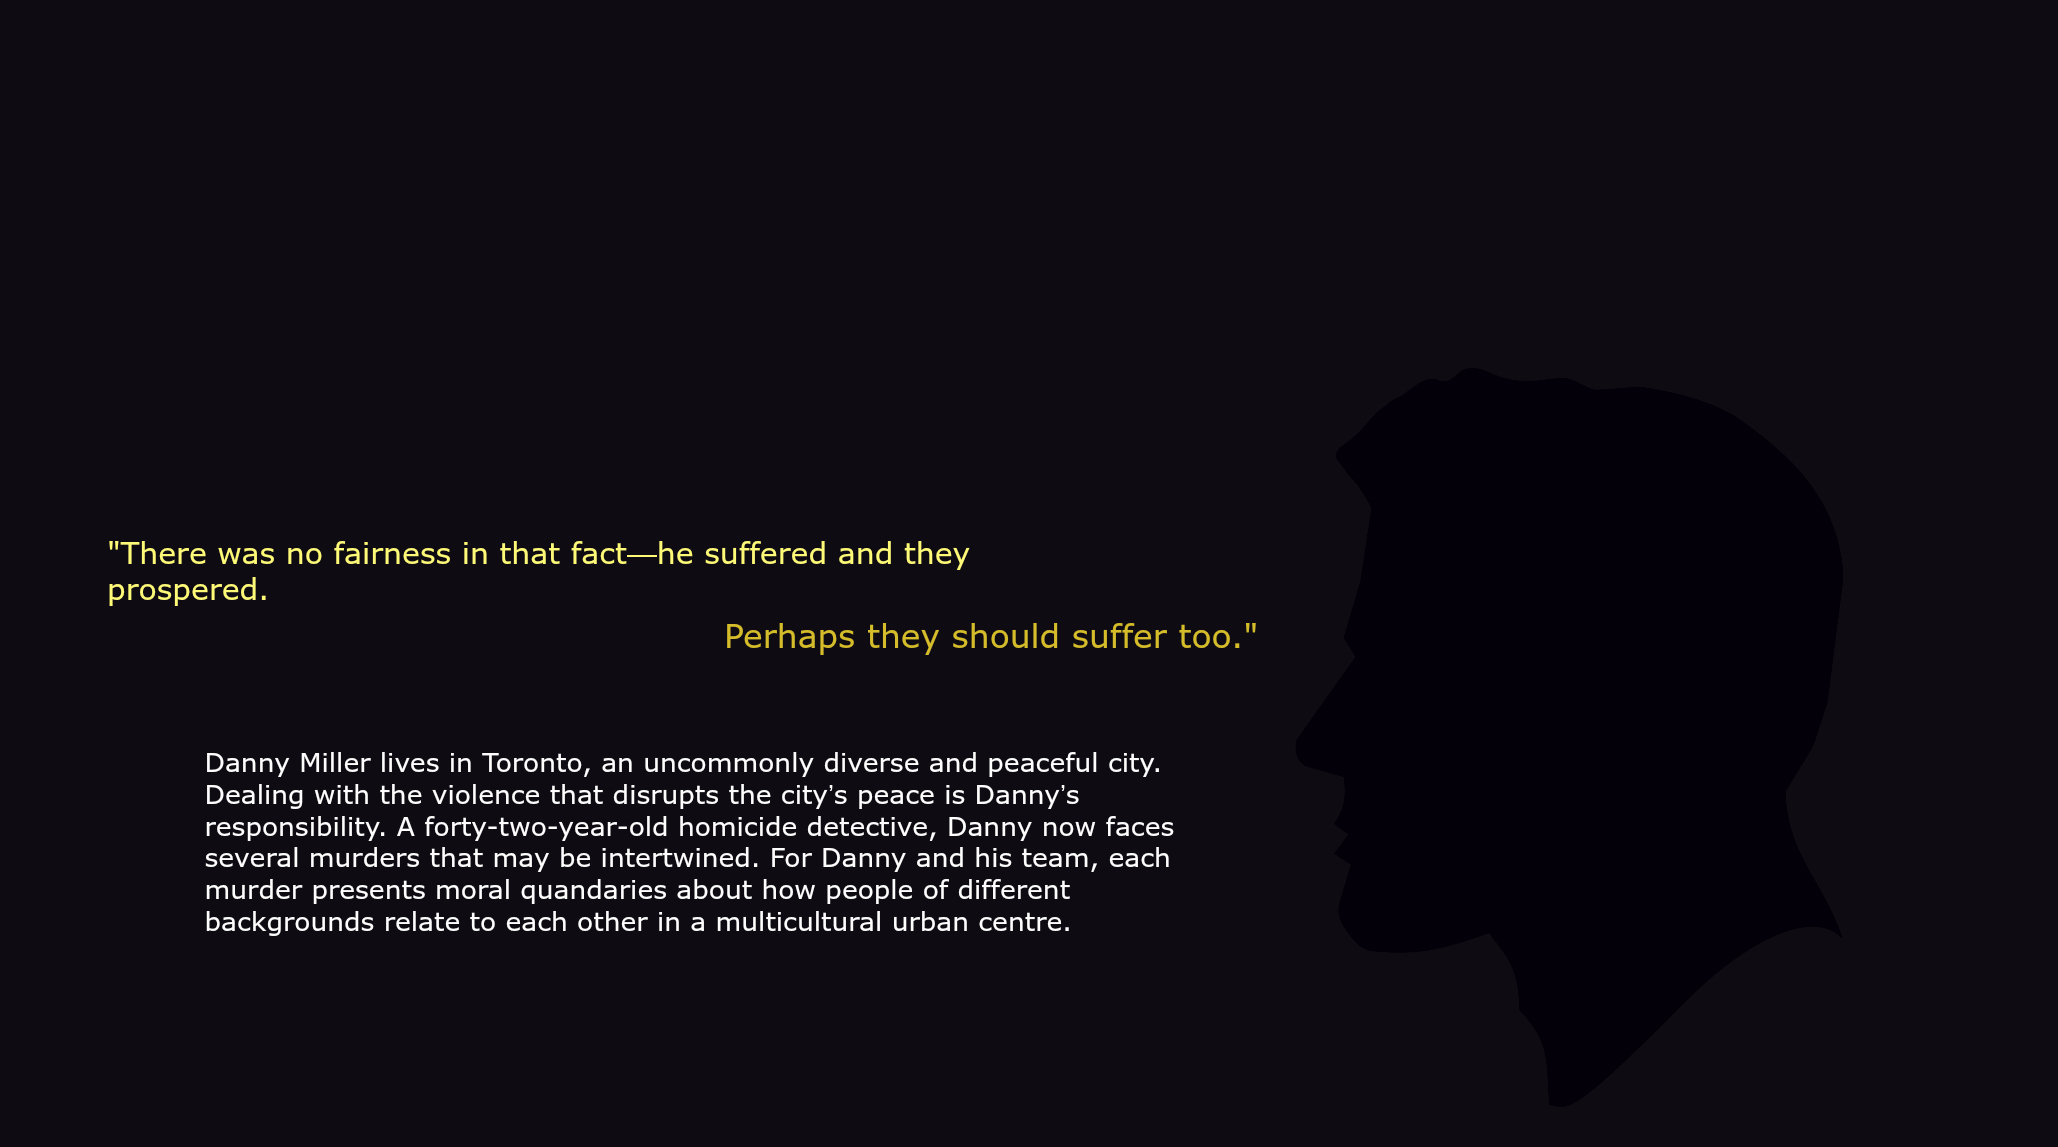 "There was no fairness in that fact—he suffered and they
prospered.
Perhaps they should suffer too."
Danny Miller lives in Toronto, an uncommonly diverse and peaceful city.
Dealing with the violence that disrupts the city’s peace is Danny’s
responsibility. A forty-two-year-old homicide detective, Danny now faces
several murders that may be intertwined. For Danny and his team, each
murder presents moral quandaries about how people of different
backgrounds relate to each other in a multicultural urban centre.